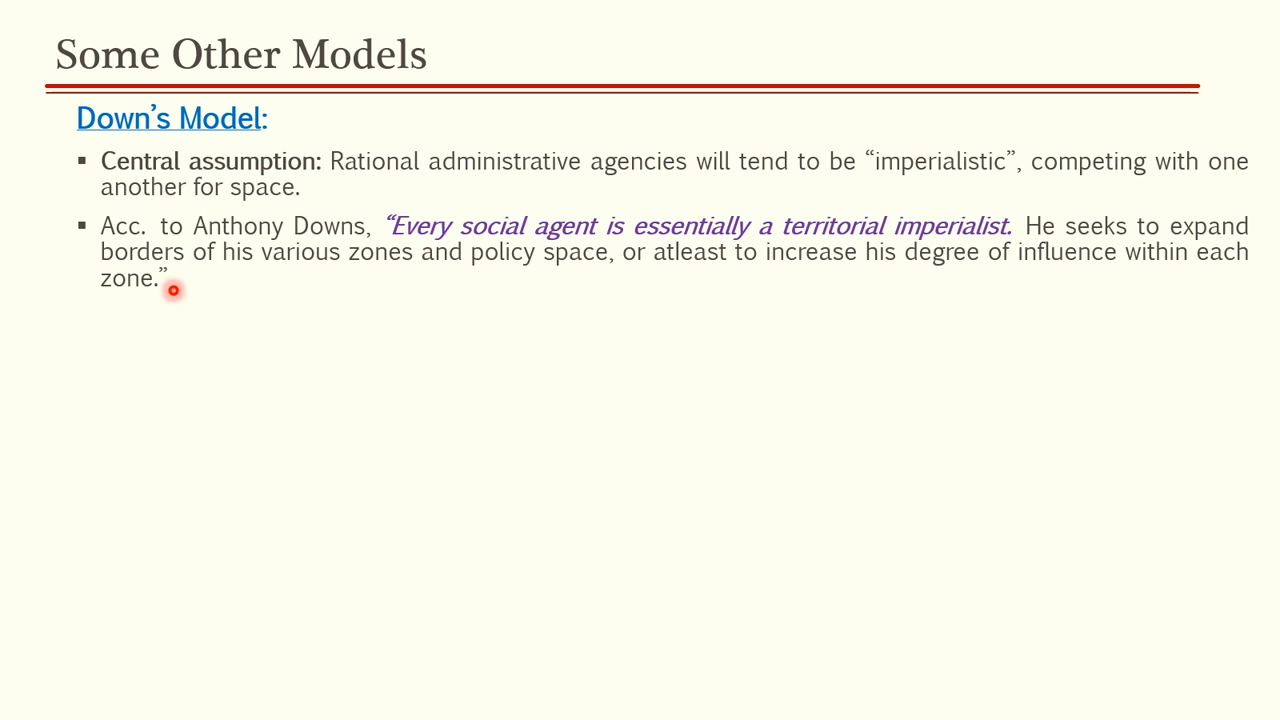 Some Other Models
Down’s Model:
▪ Central assumption: Rational administrative agencies will tend to be “imperialistic”, competing with one
another for space.
▪ Acc. to Anthony Downs, “Every social agent is essentially a territorial imperialist. He seeks to expand
borders of his various zones and policy space, or atleast to increase his degree of influence within each
zone.”